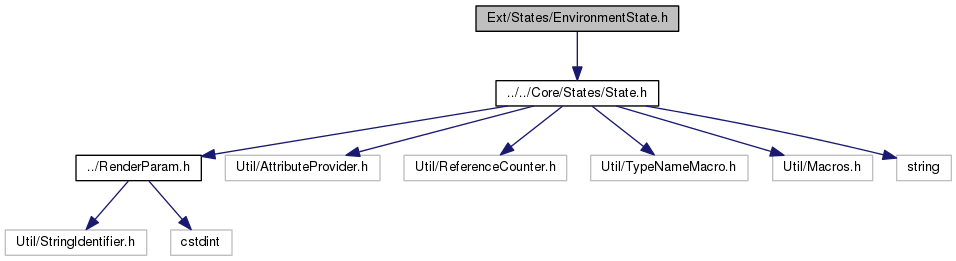 Ext/States/EnvironmentState.h
../../Core/States/State.h
../RenderParam.h
Util/AttributeProvider.h
Util/ReferenceCounter.h
Util/TypeNameMacro.h
Util/Macros.h
string
Util/StringIdentifier.h
cstdint